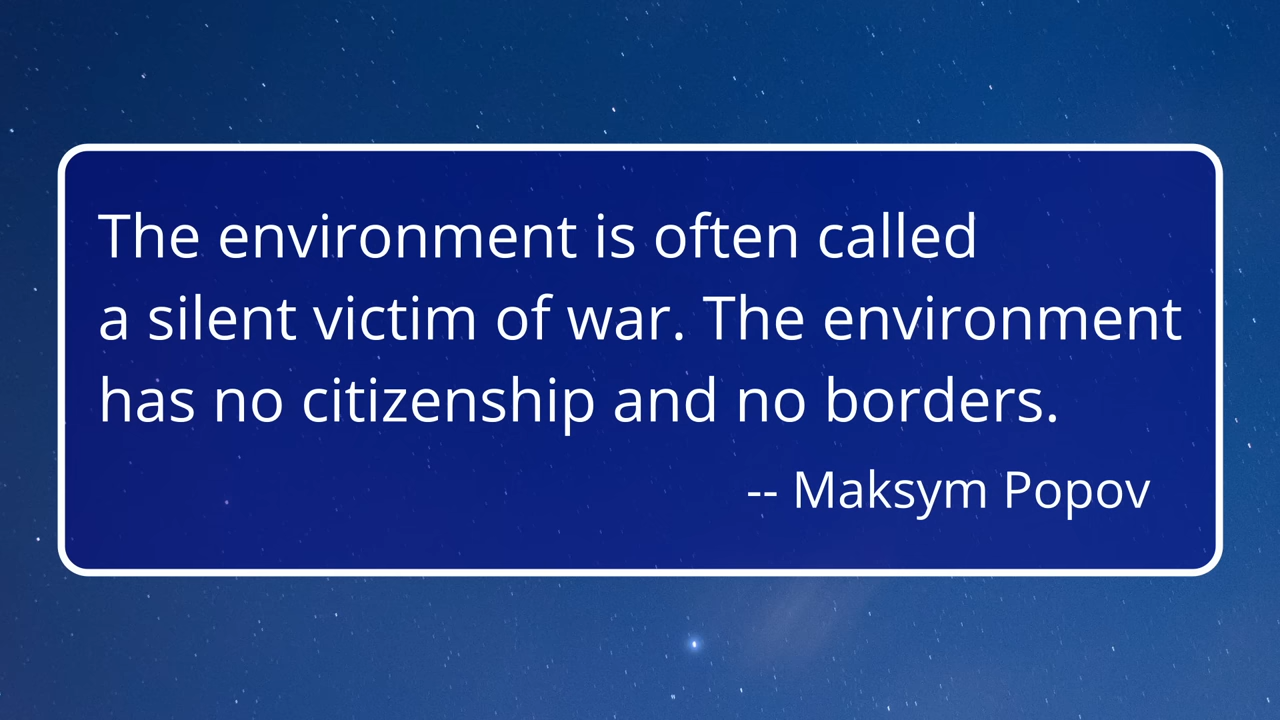 The environment is often called
a silent victim of war. The environment
has no citizenship and no borders.
-- Maksym Popov